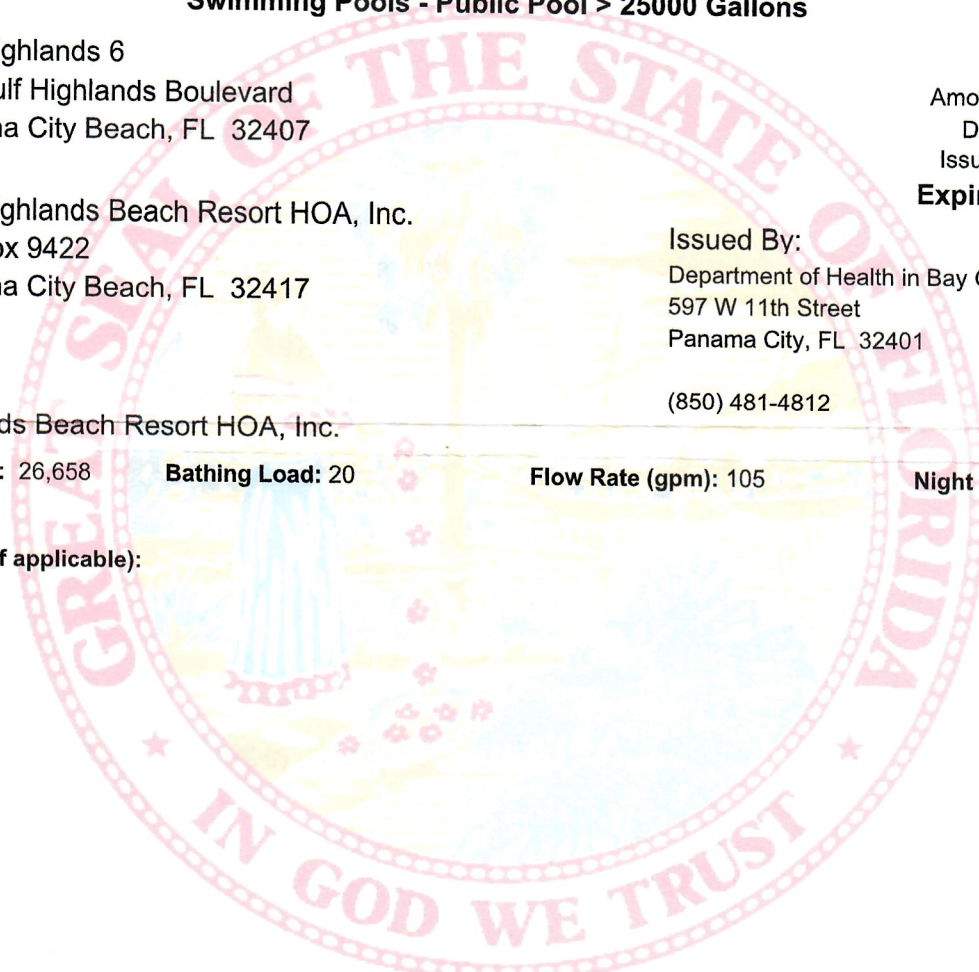 Swimming Pools - Public Pool > 25000 Gallons
ghlands 6
ulf Highlands Boulevard
na City Beach, FL 32407
Amo
D
Issu
Expi
ghlands Beach Resort HOA, Inc.
ox 9422
na City Beach, FL 32417
Issued By:
Department of Health in Bay
597 W 11th Street
Panama City, FL 32401
(850) 481-4812
ds Beach Resort HOA, Inc.
: 26,658 Bathing Load: 20 Flow Rate (gpm): 105 Night
f applicable):
GREAT SEAL OF THE STATE OF FLORIDA
IN GOD WE TRUST